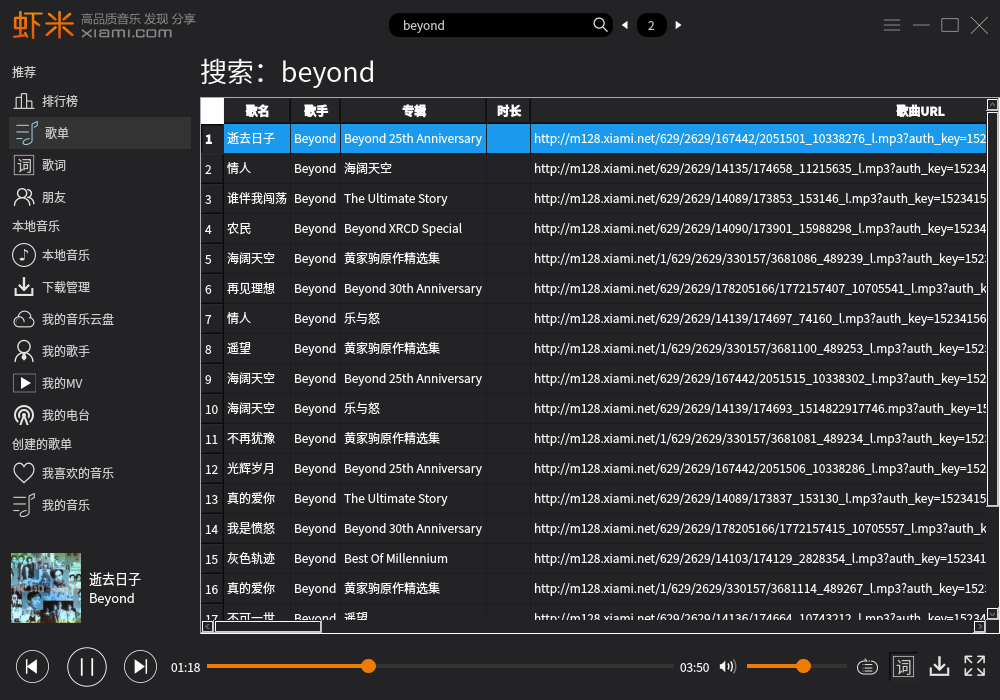 虾米 高品质音乐 发现 分享
xiami.com
beyond 2
推荐
排行榜
歌单
歌词
朋友
本地音乐
本地音乐
下载管理
我的音乐云盘
我的歌手
我的MV
我的电台
创建的歌单
我喜欢的音乐
我的音乐
逝去日子
Beyond
搜索：beyond
歌名 歌手 专辑 时长 歌曲URL
1 逝去日子 Beyond Beyond 25th Anniversary http://m128.xiami.net/629/2629/167442/2051501_10338276_l.mp3?auth_key=152
2 情人 Beyond 海阔天空 http://m128.xiami.net/629/2629/14135/174658_11215635_l.mp3?auth_key=15234
3 谁伴我闯荡 Beyond The Ultimate Story http://m128.xiami.net/629/2629/14089/173853_153146_l.mp3?auth_key=1523415
4 农民 Beyond Beyond XRCD Special http://m128.xiami.net/629/2629/14090/173901_15988298_l.mp3?auth_key=15234
5 海阔天空 Beyond 黄家驹原作精选集 http://m128.xiami.net/1/629/2629/330157/3681086_489239_l.mp3?auth_key=152
6 再见理想 Beyond Beyond 30th Anniversary http://m128.xiami.net/629/2629/178205166/1772157407_10705541_l.mp3?auth_k
7 情人 Beyond 乐与怒 http://m128.xiami.net/629/2629/14139/174697_74160_l.mp3?auth_key=15234156
8 遥望 Beyond 黄家驹原作精选集 http://m128.xiami.net/1/629/2629/330157/3681100_489253_l.mp3?auth_key=152
9 海阔天空 Beyond Beyond 25th Anniversary http://m128.xiami.net/629/2629/167442/2051515_10338302_l.mp3?auth_key=152
10 海阔天空 Beyond 乐与怒 http://m128.xiami.net/629/2629/14139/174693_1514822917746.mp3?auth_key=15
11 不再犹豫 Beyond 黄家驹原作精选集 http://m128.xiami.net/1/629/2629/330157/3681081_489234_l.mp3?auth_key=152
12 光辉岁月 Beyond Beyond 25th Anniversary http://m128.xiami.net/629/2629/167442/2051506_10338286_l.mp3?auth_key=152
13 真的爱你 Beyond The Ultimate Story http://m128.xiami.net/629/2629/14089/173837_153130_l.mp3?auth_key=1523415
14 我是愤怒 Beyond Beyond 30th Anniversary http://m128.xiami.net/629/2629/178205166/1772157415_10705557_l.mp3?auth_k
15 灰色轨迹 Beyond Best Of Millennium http://m128.xiami.net/629/2629/14103/174129_2828354_l.mp3?auth_key=152341
16 真的爱你 Beyond 黄家驹原作精选集 http://m128.xiami.net/1/629/2629/330157/3681114_489267_l.mp3?auth_key=152
17 不可一世 Beyond 遥望 http://m128.xiami.net/629/2629/14136/174664_10743212_l.mp3?auth_key=15234
01:18 03:50 词